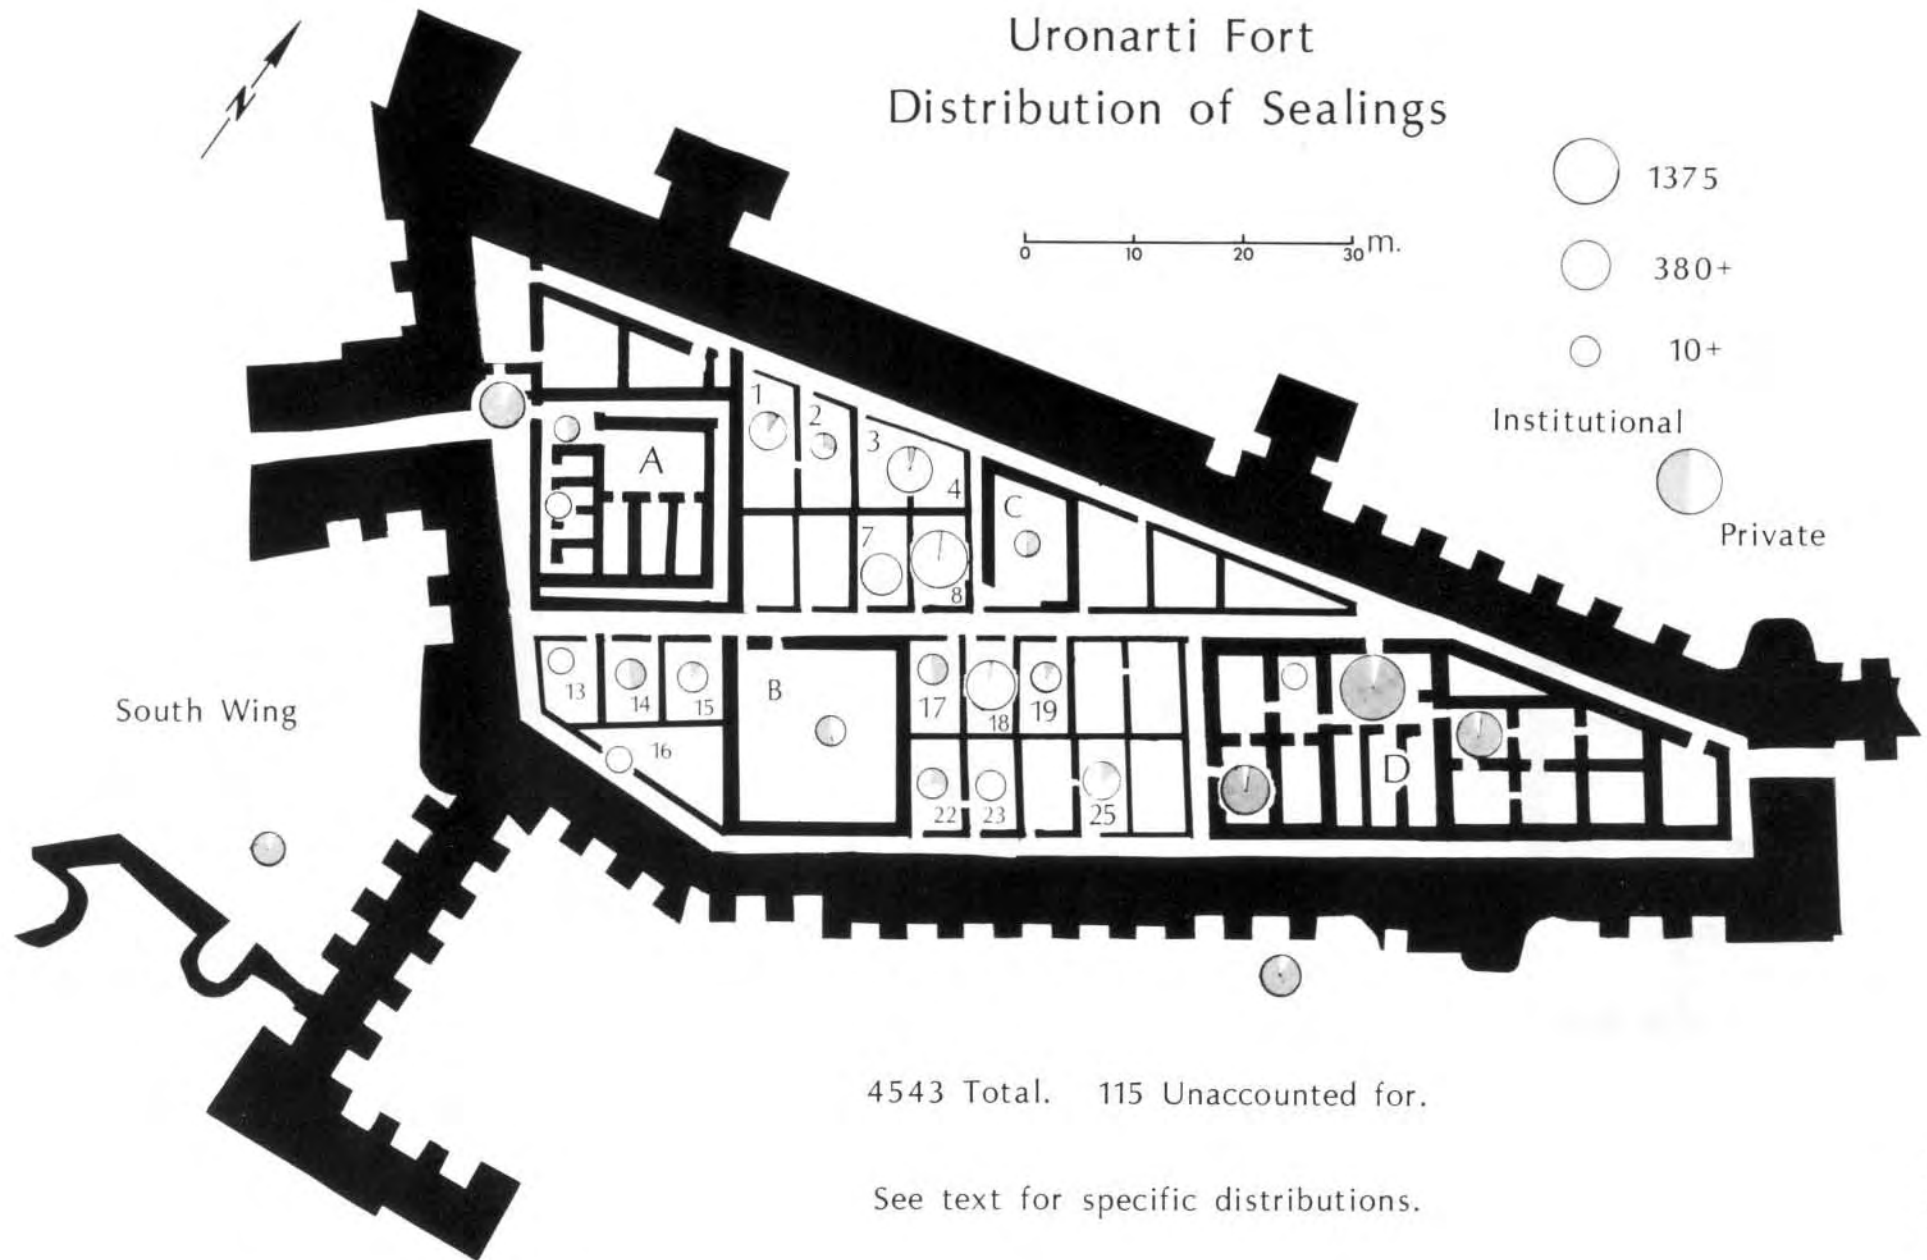 Uronarti Fort
Distribution of Sealings
N
1375
380+
10+
0 10 20 30 m.
Institutional
Private
A
1
2
3
4
7
8
C
South Wing
13
14
15
16
B
17
18
19
22
23
25
D
4543 Total. 115 Unaccounted for.
See text for specific distributions.